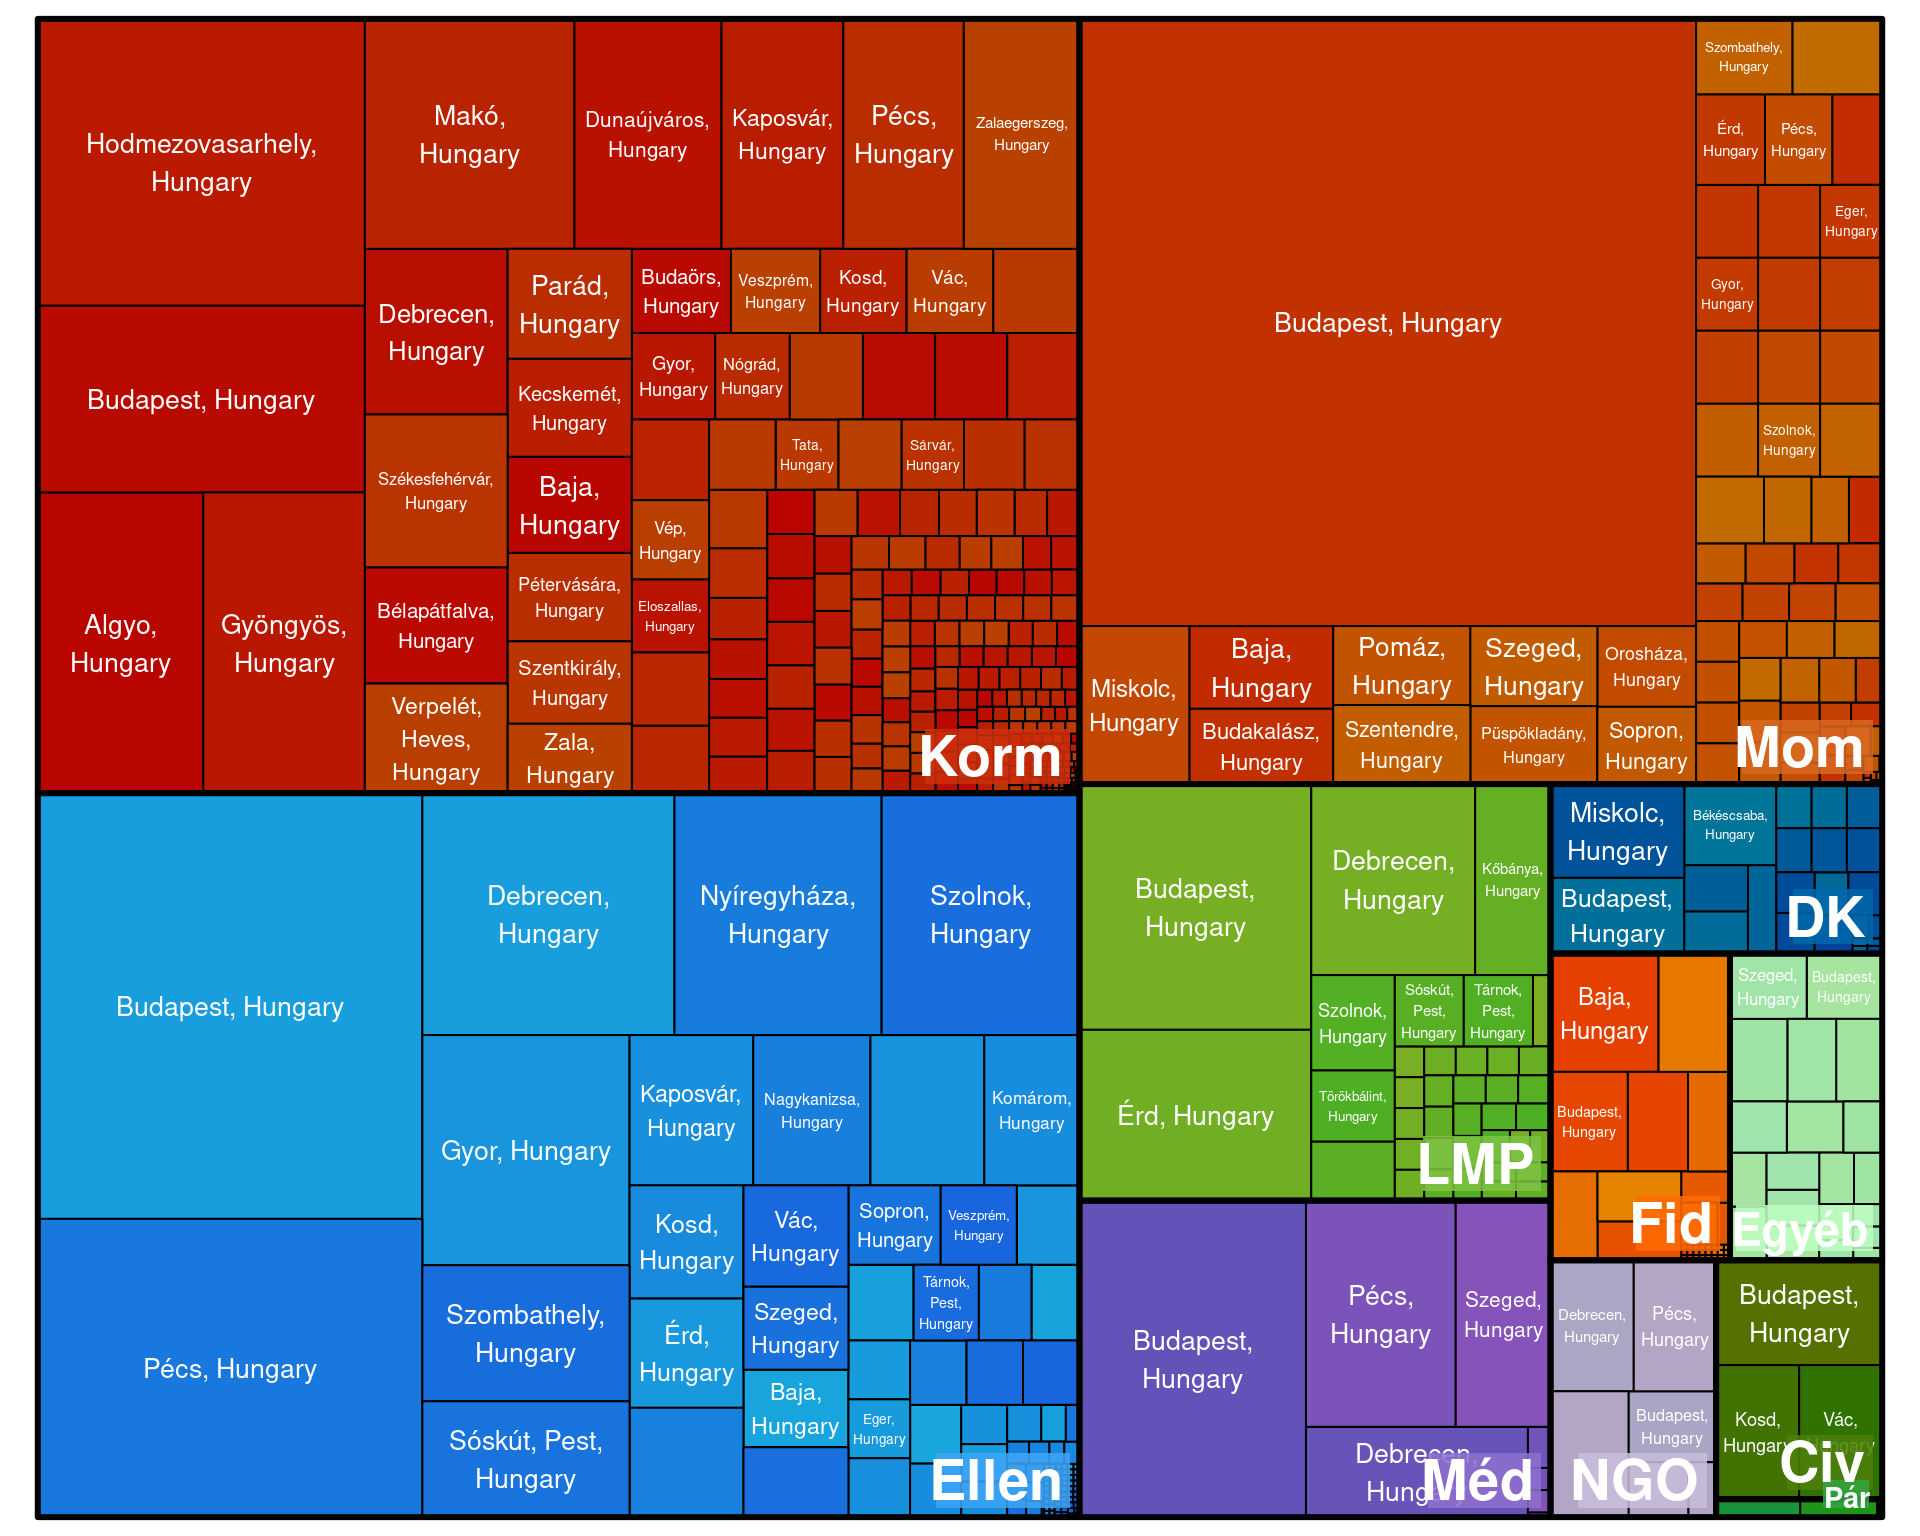 Hodmezovasarhely,
Hungary
Budapest, Hungary
Algyo,
Hungary
Gyöngyös,
Hungary
Makó,
Hungary
Dunaújváros,
Hungary
Kaposvár,
Hungary
Pécs,
Hungary
Zalaegerszeg,
Hungary
Debrecen,
Hungary
Székesfehérvár,
Hungary
Bélapátfalva,
Hungary
Verpelét,
Heves,
Hungary
Parád,
Hungary
Kecskemét,
Hungary
Baja,
Hungary
Pétervására,
Hungary
Szentkirály,
Hungary
Zala,
Hungary
Budaörs,
Hungary
Veszprém,
Hungary
Kosd,
Hungary
Vác,
Hungary
Gyor,
Hungary
Nógrád,
Hungary
Tata,
Hungary
Sárvár,
Hungary
Vép,
Hungary
Eloszallas,
Hungary
Korm
Budapest, Hungary
Miskolc,
Hungary
Baja,
Hungary
Budakalász,
Hungary
Pomáz,
Hungary
Szentendre,
Hungary
Szeged,
Hungary
Püspökladány,
Hungary
Orosháza,
Hungary
Sopron,
Hungary
Szombathely,
Hungary
Érd,
Hungary
Pécs,
Hungary
Eger,
Hungary
Gyor,
Hungary
Szolnok,
Hungary
Mom
Budapest, Hungary
Pécs, Hungary
Debrecen,
Hungary
Nyíregyháza,
Hungary
Szolnok,
Hungary
Gyor, Hungary
Szombathely,
Hungary
Sóskút, Pest,
Hungary
Kaposvár,
Hungary
Nagykanizsa,
Hungary
Komárom,
Hungary
Kosd,
Hungary
Érd,
Hungary
Vác,
Hungary
Szeged,
Hungary
Baja,
Hungary
Sopron,
Hungary
Veszprém,
Hungary
Tárnok,
Pest,
Hungary
Eger,
Hungary
Ellen
Budapest,
Hungary
Érd, Hungary
Debrecen,
Hungary
Kőbánya,
Hungary
Szolnok,
Hungary
Törökbálint,
Hungary
Sóskút,
Pest,
Hungary
Tárnok,
Pest,
Hungary
LMP
Miskolc,
Hungary
Budapest,
Hungary
Békéscsaba,
Hungary
DK
Baja,
Hungary
Budapest,
Hungary
Fid
Szeged,
Hungary
Budapest,
Hungary
Egyéb
Budapest,
Hungary
Pécs,
Hungary
Szeged,
Hungary
Debrecen,
Hungary
Méd
Debrecen,
Hungary
Pécs,
Hungary
Budapest,
Hungary
NGO
Budapest,
Hungary
Kosd,
Hungary
Vác,
Hungary
Civ
Pár